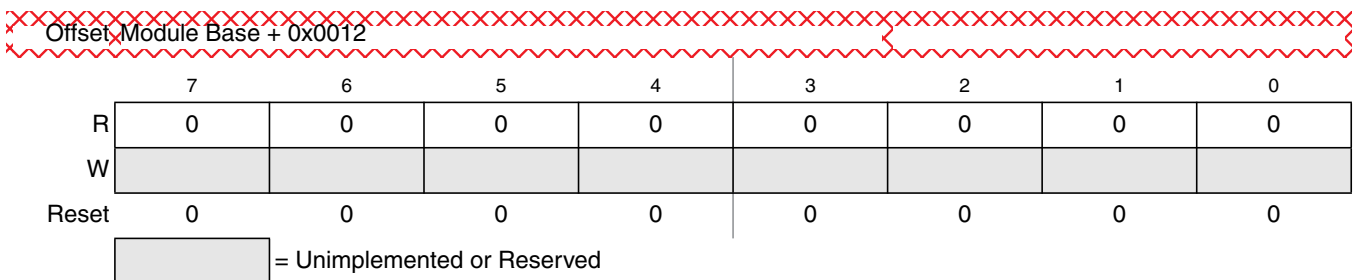 Offset Module Base + 0x0012
7 6 5 4 3 2 1 0
R 0 0 0 0 0 0 0 0
W
Reset 0 0 0 0 0 0 0 0
= Unimplemented or Reserved